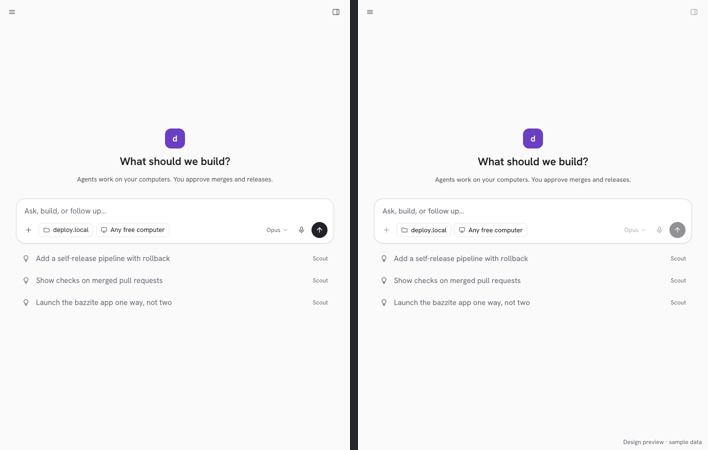 d
What should we build?
Agents work on your computers. You approve merges and releases.
Ask, build, or follow up...
deploy.local
Any free computer
Opus
Add a self-release pipeline with rollback
Scout
Show checks on merged pull requests
Scout
Launch the bazzite app one way, not two
Scout
d
What should we build?
Agents work on your computers. You approve merges and releases.
Ask, build, or follow up...
deploy.local
Any free computer
Opus
Add a self-release pipeline with rollback
Scout
Show checks on merged pull requests
Scout
Launch the bazzite app one way, not two
Scout
Design preview · sample data